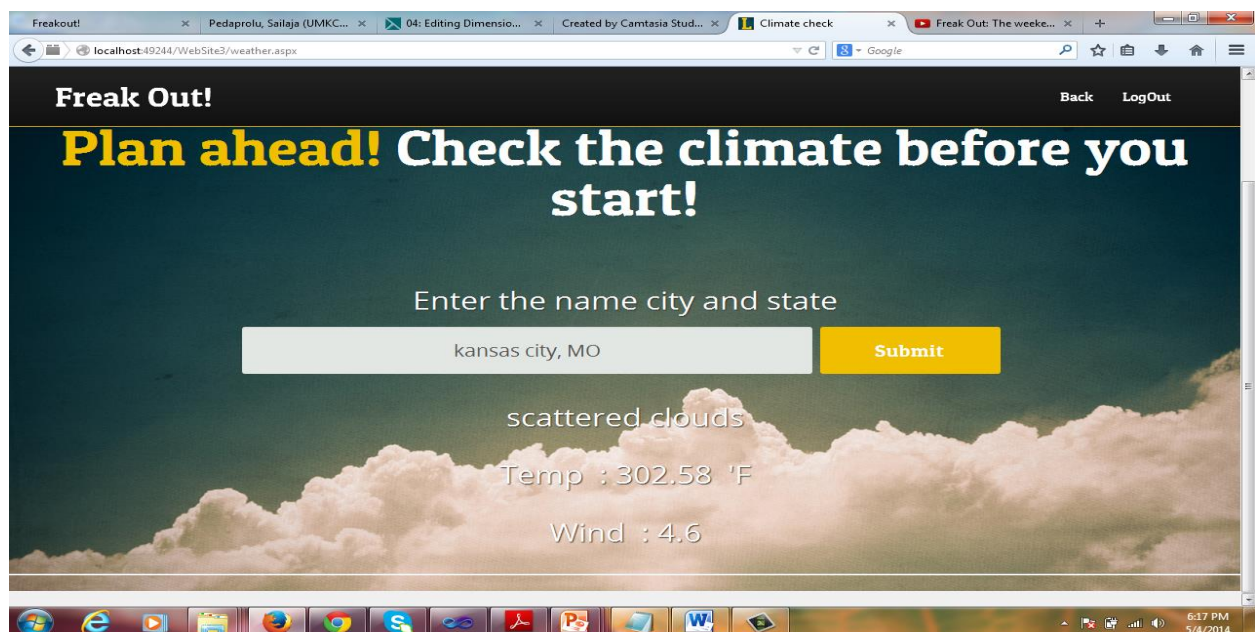 Freakout!
Pedaprolu, Sailaja (UMKC...
04: Editing Dimensio...
Created by Camtasia Stud...
Climate check
Freak Out: The weeke...
localhost:49244/WebSite3/weather.aspx
Google
Freak Out!
Back LogOut
Plan ahead! Check the climate before you
start!
Enter the name city and state
kansas city, MO
Submit
scattered clouds
Temp : 302.58 'F
Wind : 4.6
6:17 PM
5/4/2014